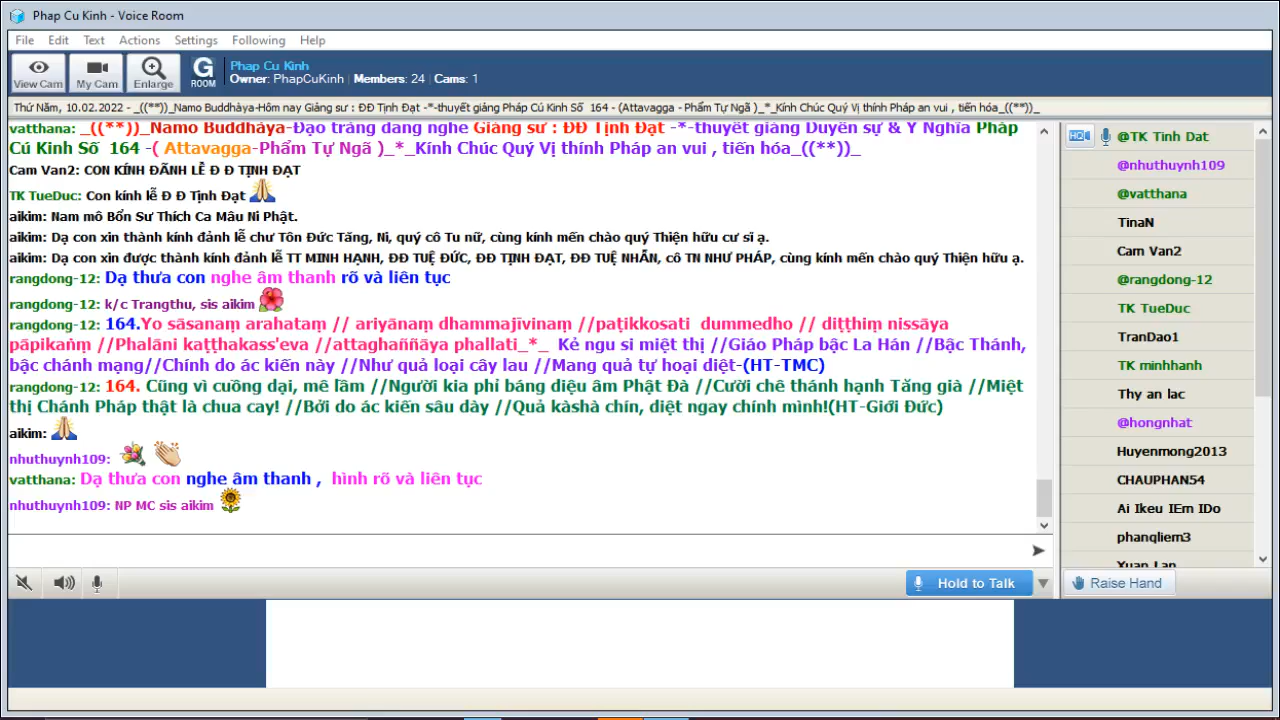 Phap Cu Kinh - Voice Room
File Edit Text Actions Settings Following Help
View Cam My Cam Enlarge G ROOM Phap Cu Kinh
Owner: PhapCuKinh | Members: 24 | Cams: 1
Thứ Năm, 10.02.2022 - _((**))_Namo Buddhàya-Hôm nay Giảng sư : ĐĐ Tịnh Đạt -*-thuyết giảng Pháp Cú Kinh Số 164 - (Attavagga - Phẩm Tự Ngã )_*_Kính Chúc Quý Vị thính Pháp an vui , tiến hóa_((**))_
vatthana: _((**))_Namo Buddhàya-Đạo tràng đang nghe Giảng sư : ĐĐ Tịnh Đạt -*-thuyết giảng Duyên sự & Ý Nghĩa Pháp
Cú Kinh Số 164 -( Attavagga-Phẩm Tự Ngã )_*_Kính Chúc Quý Vị thính Pháp an vui , tiến hóa_((**))_
Cam Van2: CON KÍNH ĐÃNH LỄ Đ Đ TỊNH ĐẠT
TK TueDuc: Con kính lễ Đ Đ Tịnh Đạt
aikim: Nam mô Bổn Sư Thích Ca Mâu Ni Phật.
aikim: Dạ con xin thành kính đảnh lễ chư Tôn Đức Tăng, Ni, quý cô Tu nữ, cùng kính mến chào quý Thiện hữu cư sĩ ạ.
aikim: Dạ con xin được thành kính đảnh lễ TT MINH HẠNH, ĐĐ TUỆ ĐỨC, ĐĐ TỊNH ĐẠT, ĐĐ TUỆ NHẪN, cô TN NHƯ PHÁP, cùng kính mến chào quý Thiện hữu ạ.
rangdong-12: Dạ thưa con nghe âm thanh rõ và liên tục
rangdong-12: k/c Trangthu, sis aikim
rangdong-12: 164.Yo sāsanaṃ arahataṃ // ariyānaṃ dhammajīvinaṃ //paṭikkosati dummedho // diṭṭhiṃ nissāya
pāpikaṅṃ //Phalāni kaṭṭhakass'eva //attaghaññāya phallati_*_ Kẻ ngu si miệt thị //Giáo Pháp bậc La Hán //Bậc Thánh,
bậc chánh mạng//Chính do ác kiến này //Như quả loại cây lau //Mang quả tự hoại diệt-(HT-TMC)
rangdong-12: 164. Cũng vì cuồng dại, mê lầm //Người kia phỉ báng diệu âm Phật Đà //Cười chê thánh hạnh Tăng già //Miệt
thị Chánh Pháp thật là chua cay! //Bởi do ác kiến sâu dày //Quả kàshà chín, diệt ngay chính mình!(HT-Giới Đức)
aikim:
nhuthuynh109:
vatthana: Dạ thưa con nghe âm thanh , hình rõ và liên tục
nhuthuynh109: NP MC sis aikim
Hold to Talk
HQ @TK Tinh Dat
@nhuthuynh109
@vatthana
TinaN
Cam Van2
@rangdong-12
TK TueDuc
TranDao1
TK minhhanh
Thy an lac
@hongnhat
Huyenmong2013
CHAUPHAN54
Ai Ikeu IEm IDo
phanqliem3
Xuan Lan
Raise Hand